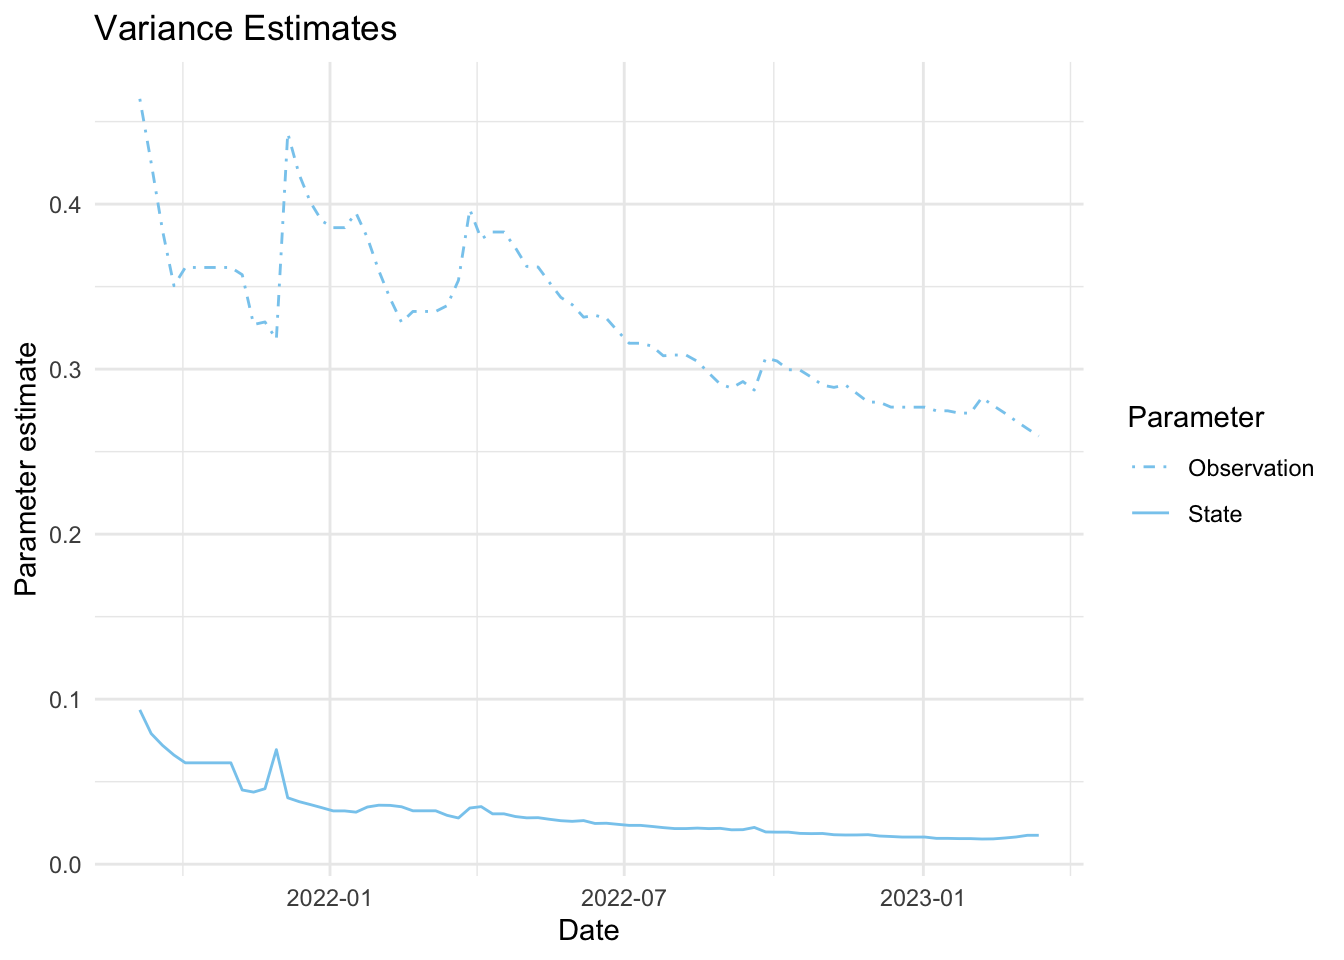 Variance Estimates
Parameter estimate
0.4
0.3
0.2
0.1
0.0
2022-01
2022-07
2023-01
Date
Parameter
Observation
State